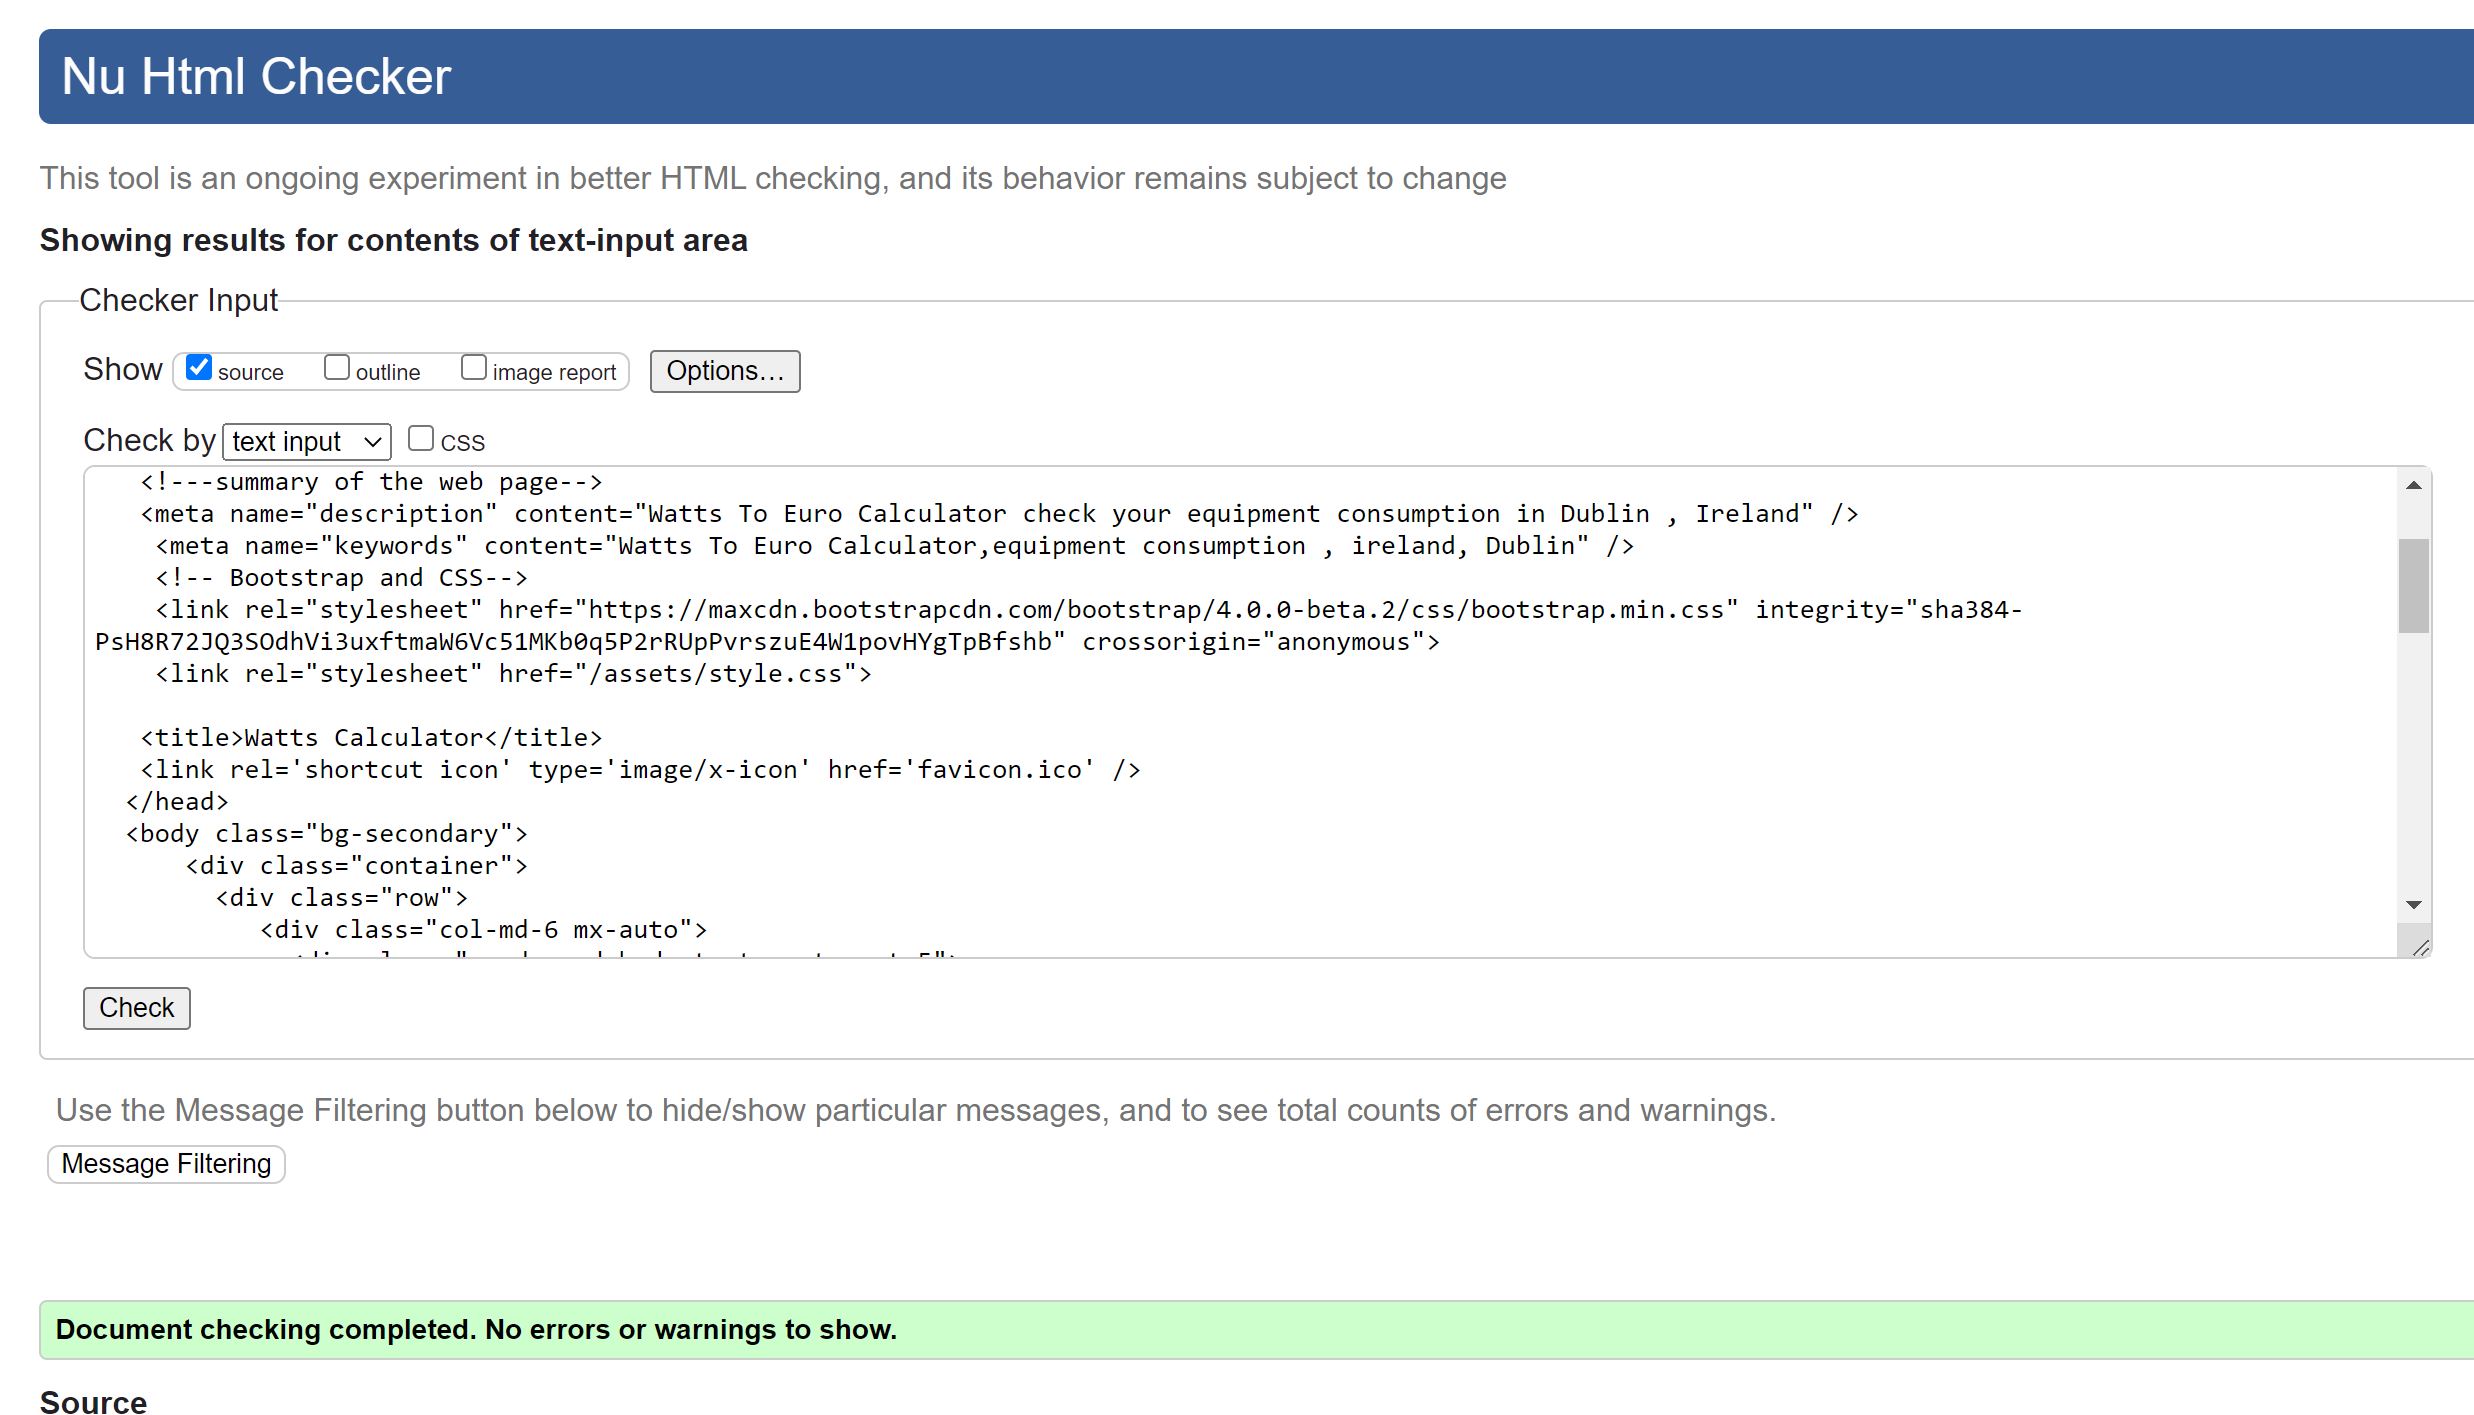 Nu Html Checker
This tool is an ongoing experiment in better HTML checking, and its behavior remains subject to change
Showing results for contents of text-input area
Checker Input
Show source outline image report Options...
Check by text input CSS
<!---summary of the web page-->
<meta name="description" content="Watts To Euro Calculator check your equipment consumption in Dublin , Ireland" />
<meta name="keywords" content="Watts To Euro Calculator,equipment consumption , ireland, Dublin" />
<!-- Bootstrap and CSS-->
<link rel="stylesheet" href="https://maxcdn.bootstrapcdn.com/bootstrap/4.0.0-beta.2/css/bootstrap.min.css" integrity="sha384-
PsH8R72JQ3SOdhVi3uxftmaW6Vc51MKb0q5P2rRUpPvrszuE4W1povHYgTpBfshb" crossorigin="anonymous">
<link rel="stylesheet" href="/assets/style.css">
<title>Watts Calculator</title>
<link rel='shortcut icon' type='image/x-icon' href='favicon.ico' />
</head>
<body class="bg-secondary">
<div class="container">
<div class="row">
<div class="col-md-6 mx-auto">
Check
Use the Message Filtering button below to hide/show particular messages, and to see total counts of errors and warnings.
Message Filtering
Document checking completed. No errors or warnings to show.
Source